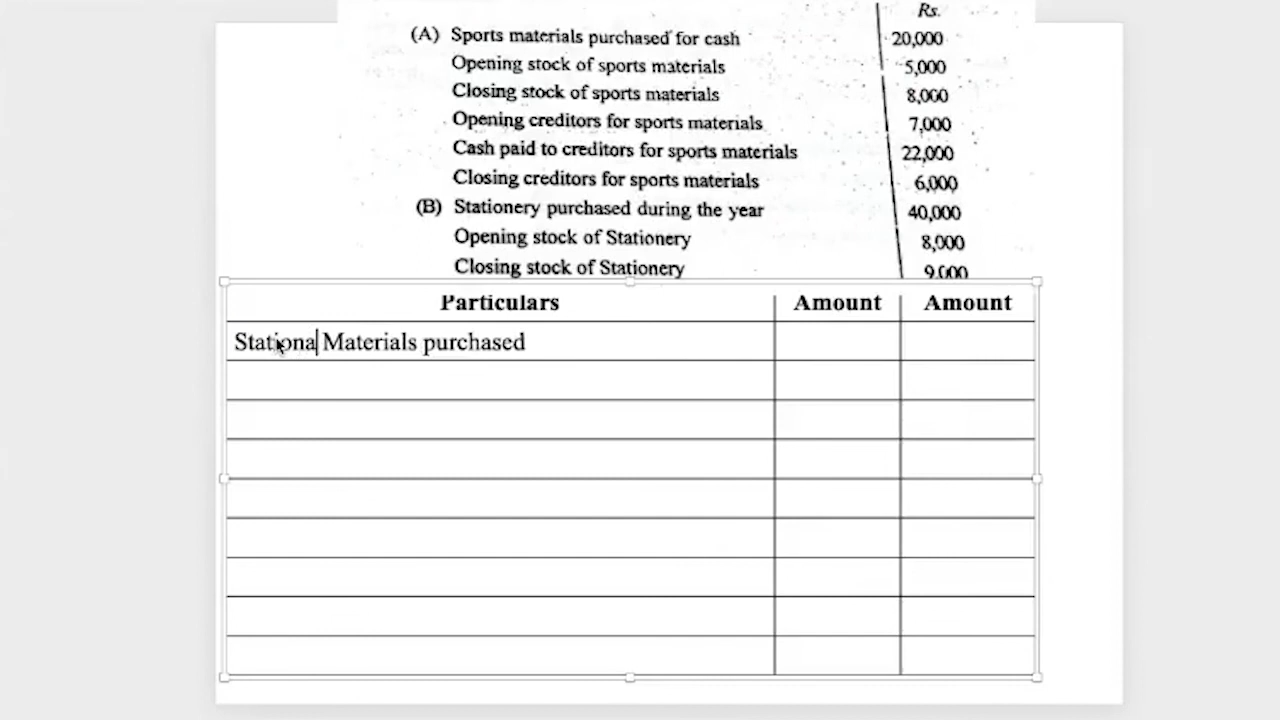 Rs.
(A) Sports materials purchased for cash 20,000
Opening stock of sports materials 5,000
Closing stock of sports materials 8,000
Opening creditors for sports materials 7,000
Cash paid to creditors for sports materials 22,000
Closing creditors for sports materials 6,000
(B) Stationery purchased during the year 40,000
Opening stock of Stationery 8,000
Closing stock of Stationery 9,000
Particulars Amount Amount
Stationa Materials purchased